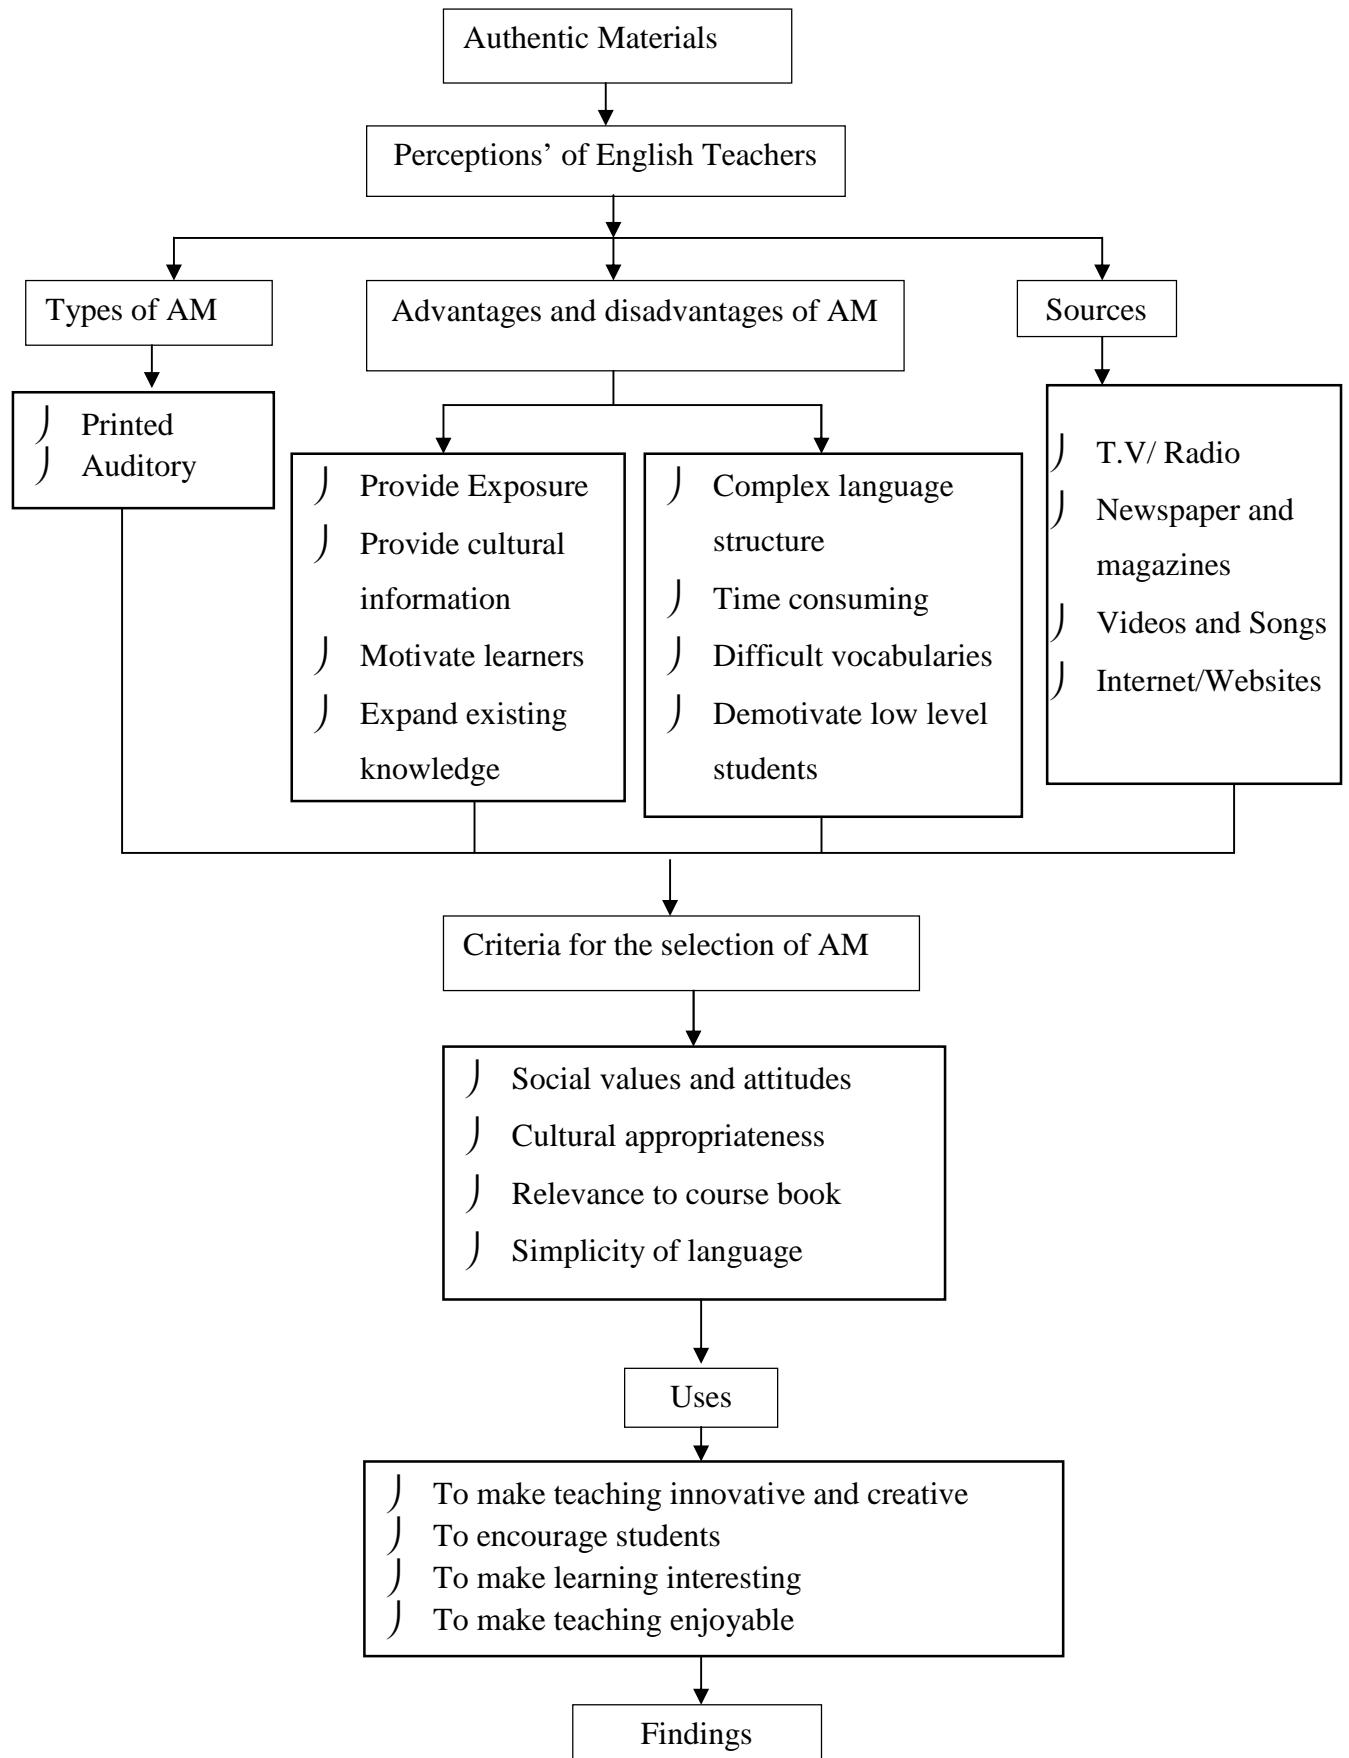 Authentic Materials
Perceptions’ of English Teachers
Types of AM
Advantages and disadvantages of AM
Sources
Printed
Auditory
Provide Exposure
Provide cultural
information
Motivate learners
Expand existing
knowledge
Complex language
structure
Time consuming
Difficult vocabularies
Demotivate low level
students
T.V/ Radio
Newspaper and
magazines
Videos and Songs
Internet/Websites
Criteria for the selection of AM
Social values and attitudes
Cultural appropriateness
Relevance to course book
Simplicity of language
Uses
To make teaching innovative and creative
To encourage students
To make learning interesting
To make teaching enjoyable
Findings